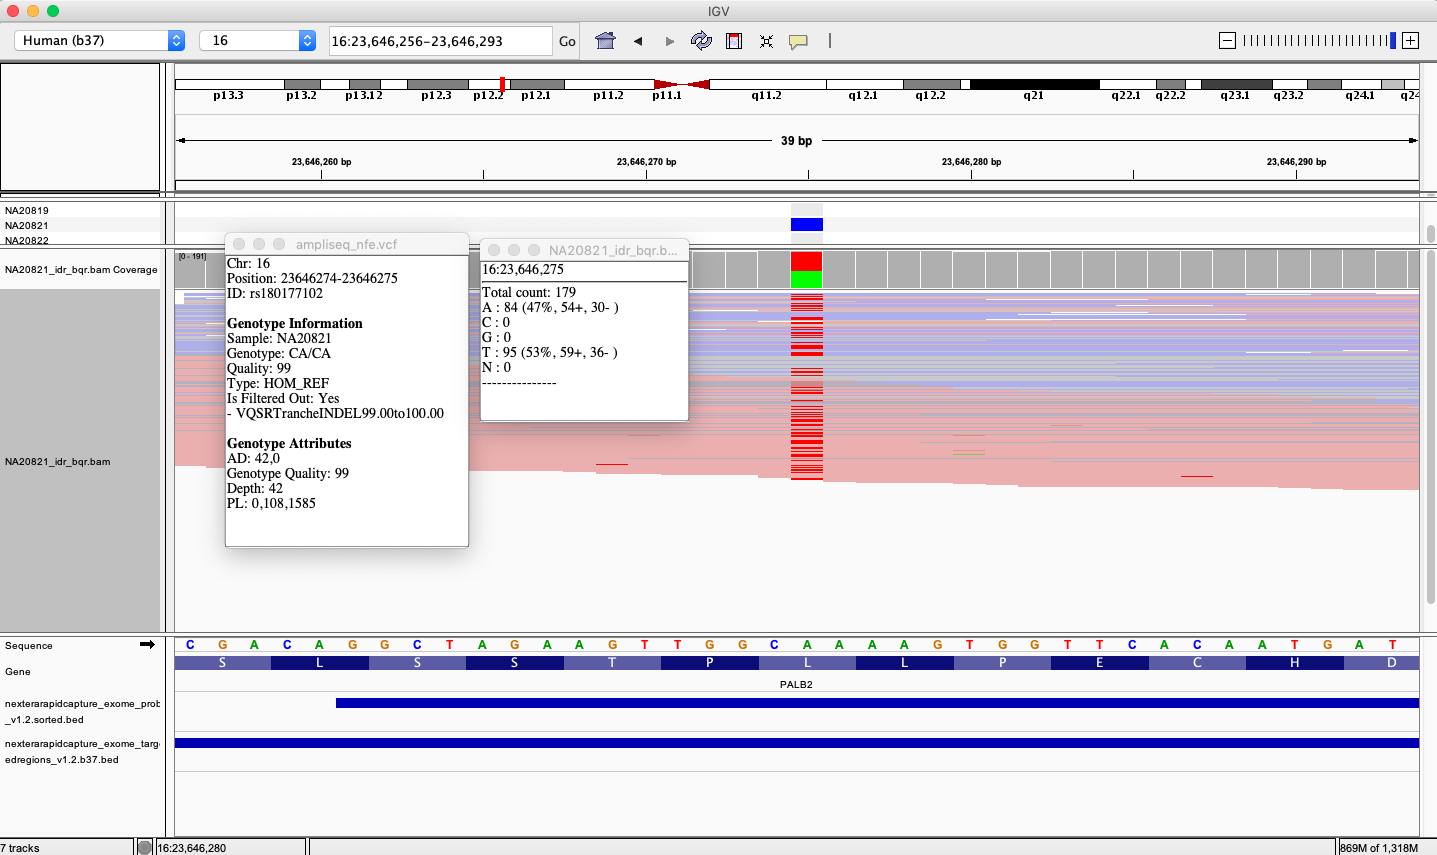 IGV
Human (b37) 16 16:23,646,256-23,646,293 Go
p13.3 p13.2 p13.12 p12.3 p12.2 p12.1 p11.2 p11.1 q11.2 q12.1 q12.2 q21 q22.1 q22.2 q23.1 q23.2 q24.1 q24
39 bp
23,646,260 bp 23,646,270 bp 23,646,280 bp 23,646,290 bp
NA20819
NA20821
NA20822
NA20821_idr_bqr.bam Coverage
[0 - 191]
NA20821_idr_bqr.bam
ampliseq_nfe.vcf
Chr: 16
Position: 23646274-23646275
ID: rs180177102
Genotype Information
Sample: NA20821
Genotype: CA/CA
Quality: 99
Type: HOM_REF
Is Filtered Out: Yes
- VQSRTrancheINDEL99.00to100.00
Genotype Attributes
AD: 42,0
Genotype Quality: 99
Depth: 42
PL: 0,108,1585
NA20821_idr_bqr.b...
16:23,646,275
Total count: 179
A : 84 (47%, 54+, 30- )
C : 0
G : 0
T : 95 (53%, 59+, 36- )
N : 0
---------------
Sequence
C G A C A G G C T A G A A G T T G G C A A A A G T G G T T C A C A A T G A T
Gene
S L S S T P L L P E C H D
PALB2
nexterarapidcapture_exome_prob
_v1.2.sorted.bed
nexterarapidcapture_exome_targ
edregions_v1.2.b37.bed
7 tracks 16:23,646,280 869M of 1,318M